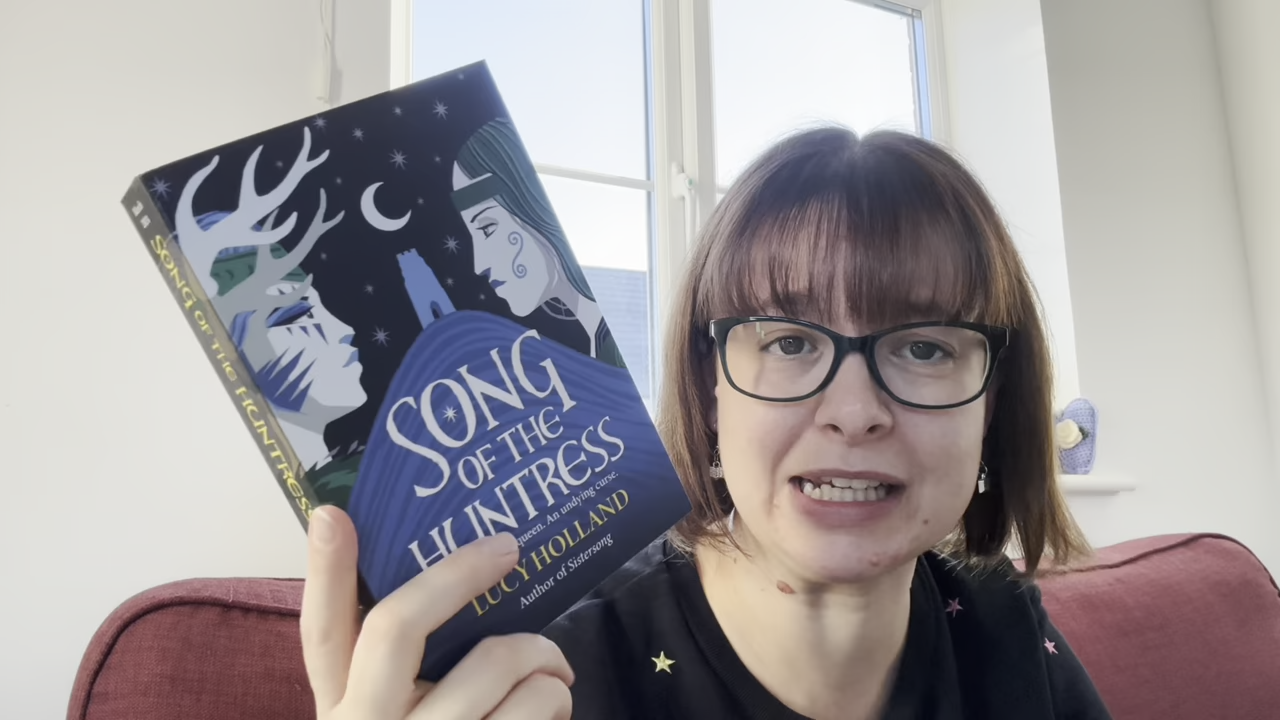 SONG OF THE HUNTRESS
SONG
OF THE
HUNTRESS
queen. An undying curse.
LUCY HOLLAND
Author of Sistersong